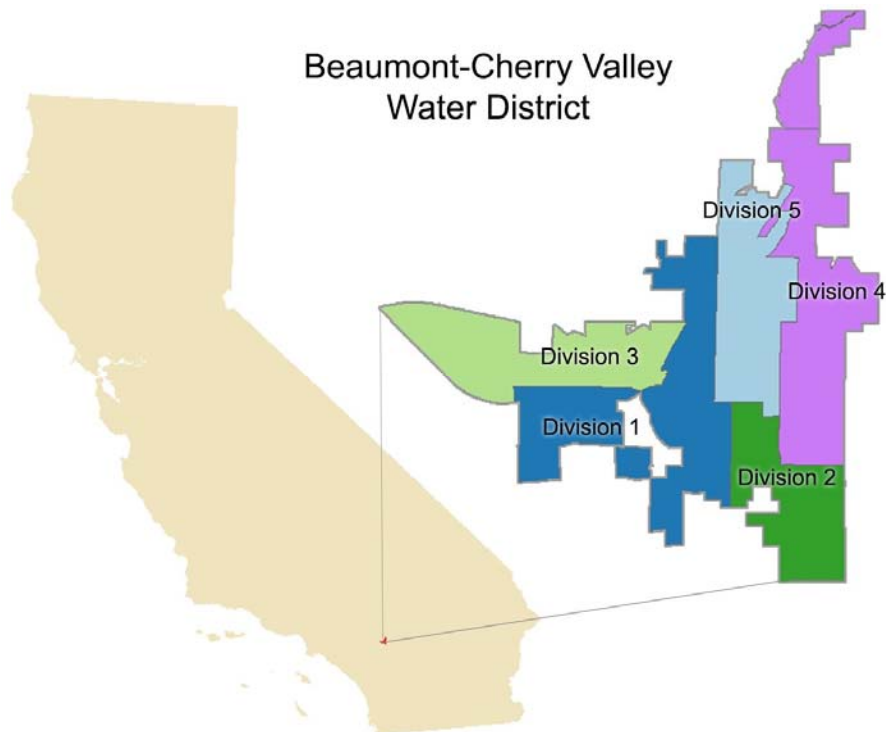 Beaumont-Cherry Valley
Water District
Division 5
Division 4
Division 3
Division 1
Division 2